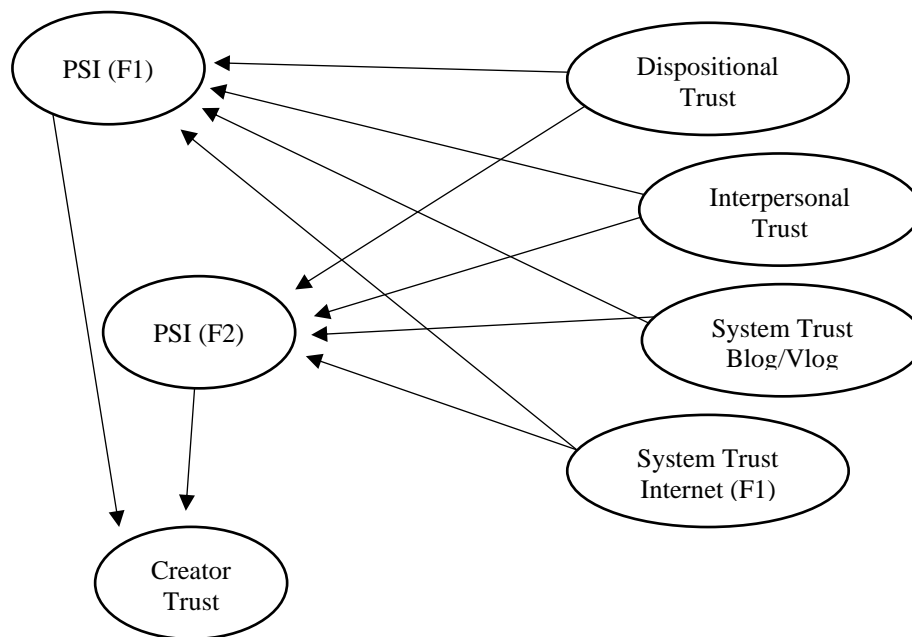 PSI (F1)
Dispositional
Trust
Interpersonal
Trust
PSI (F2)
System Trust
Blog/Vlog
System Trust
Internet (F1)
Creator
Trust